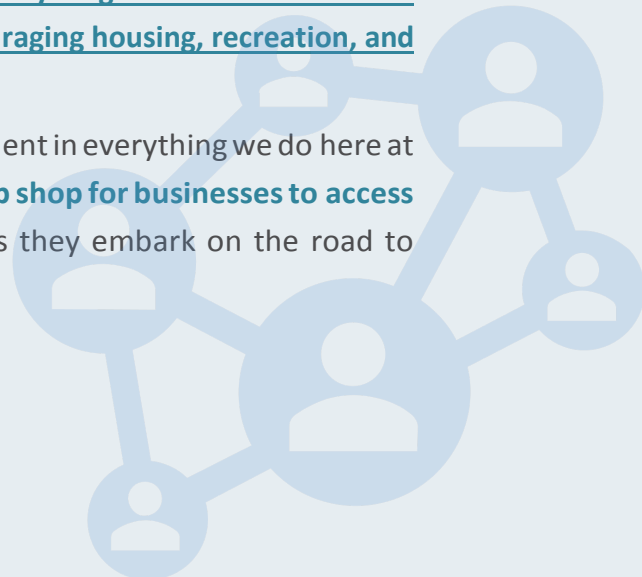 raging housing, recreation, and
ent in everything we do here at
p shop for businesses to access
s they embark on the road to